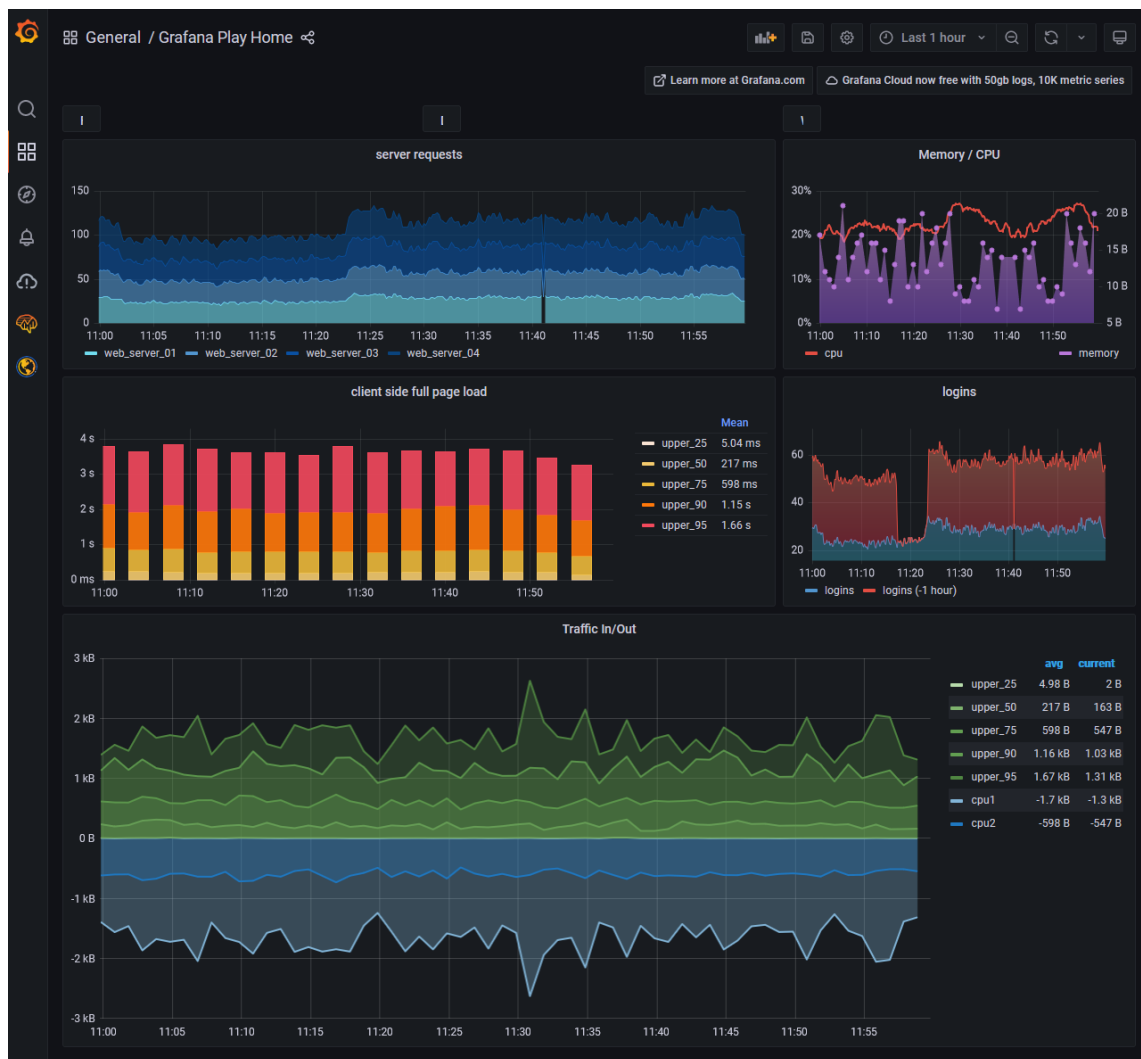 General / Grafana Play Home
Last 1 hour
Learn more at Grafana.com
Grafana Cloud now free with 50gb logs, 10K metric series
server requests
150
100
50
0
11:00 11:05 11:10 11:15 11:20 11:25 11:30 11:35 11:40 11:45 11:50 11:55
web_server_01 web_server_02 web_server_03 web_server_04
Memory / CPU
30%
20%
10%
0%
20 B
15 B
10 B
5 B
11:00 11:10 11:20 11:30 11:40 11:50
cpu memory
client side full page load
4 s
3 s
2 s
1 s
0 ms
11:00 11:10 11:20 11:30 11:40 11:50
Mean
upper_25 5.04 ms
upper_50 217 ms
upper_75 598 ms
upper_90 1.15 s
upper_95 1.66 s
logins
60
40
20
11:00 11:10 11:20 11:30 11:40 11:50
logins logins (-1 hour)
Traffic In/Out
3 kB
2 kB
1 kB
0 B
-1 kB
-2 kB
-3 kB
11:00 11:05 11:10 11:15 11:20 11:25 11:30 11:35 11:40 11:45 11:50 11:55
avg current
upper_25 4.98 B 2 B
upper_50 217 B 163 B
upper_75 598 B 547 B
upper_90 1.16 kB 1.03 kB
upper_95 1.67 kB 1.31 kB
cpu1 -1.7 kB -1.3 kB
cpu2 -598 B -547 B